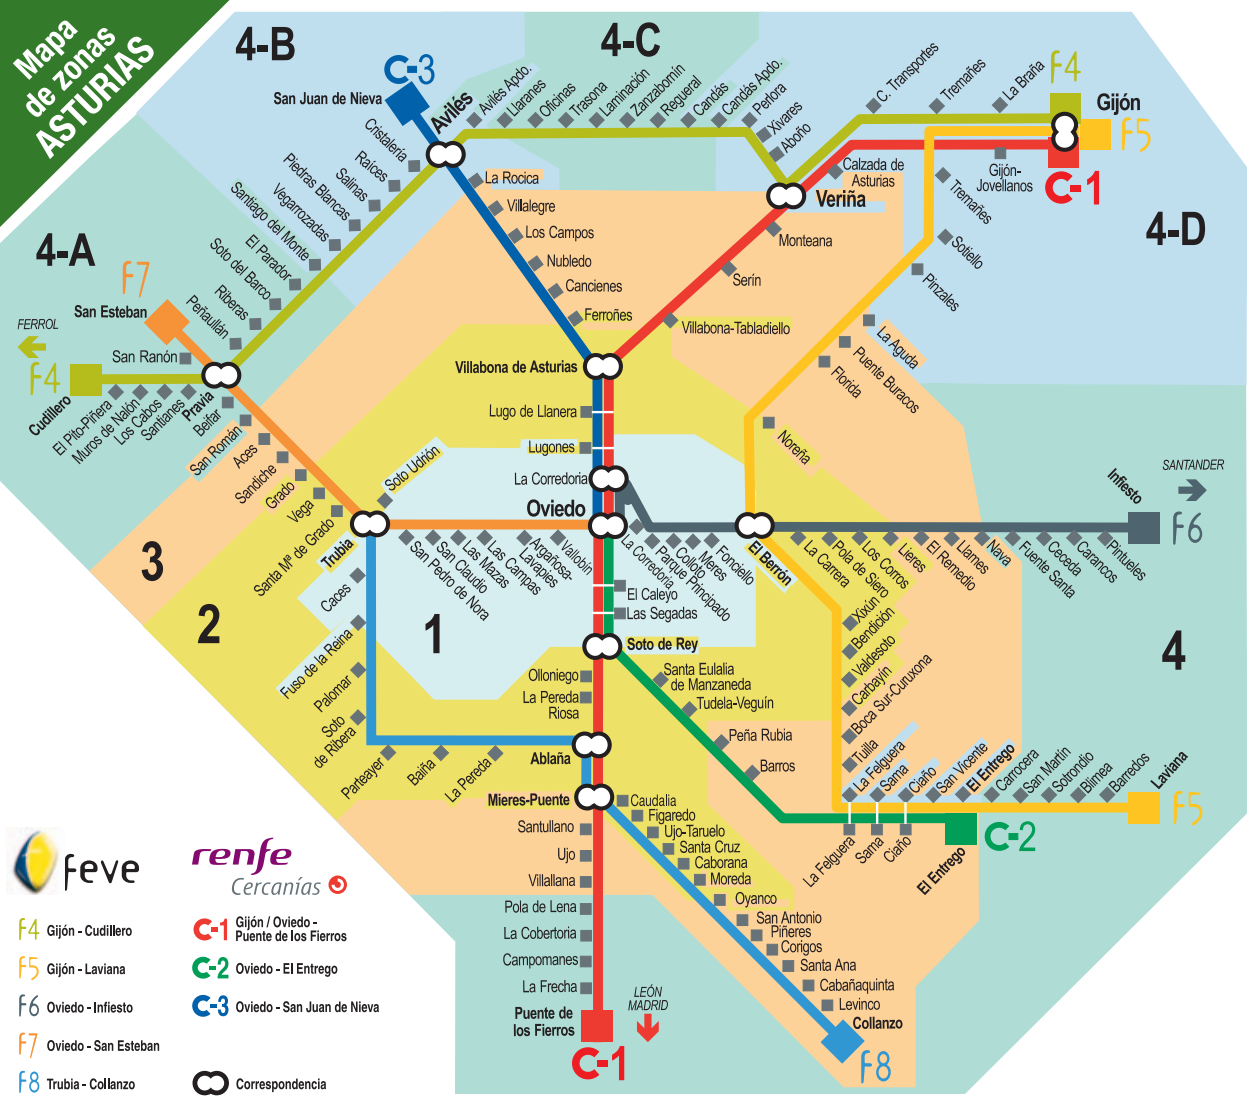 Mapa
de zonas
ASTURIAS
4-B
4-C
4-A
4-D
3
2
1
4
C-3
San Juan de Nieva
Avilés
Cristalería
Raíces
Salinas
Piedras Blancas
Vegarrozadas
Santiago del Monte
El Parador
Soto del Barco
Riberas
Peñaullán
F7
San Esteban
San Ranón
FERROL
F4
Cudillero
El Pito-Piñera
Muros de Nalón
Los Cabos
Santianes
Pravia
Beifar
San Román
Aces
Sandiche
Grado
Vega
Santa Mª de Grado
Trubia
Soto Udrión
Avilés Apdo.
Llaranes
Oficinas
Trasona
Laminación
Zanzabornín
Regueral
Candás
Candás Apdo.
Perlora
Xivares
Aboño
C. Transportes
Tremañes
La Braña
F4
Gijón
F5
C-1
Gijón-
Jovellanos
Calzada de
Asturias
Veriña
Monteana
Serín
Villabona-Tabladiello
Tremañes
Sotiello
Pinzales
La Aguda
Puente Buracos
Florida
Noreña
La Rocica
Villalegre
Los Campos
Nubledo
Cancienes
Ferroñes
Villabona de Asturias
Lugo de Llanera
Lugones
La Corredoria
Oviedo
San Pedro de Nora
San Claudio
Las Mazas
Las Campas
Argañosa-
Lavapies
Vallobín
La Corredoria
Parque Principado
Colloto
Meres
Fonciello
El Berrón
La Carrera
Pola de Siero
Los Corros
Lieres
El Remedio
Llames
Nava
Fuente Santa
Ceceda
Carancos
Pintueles
Infiesto
SANTANDER
F6
El Caleyo
Las Segadas
Soto de Rey
Xixún
Bendición
Valdesoto
Carbayín
Boca Sur-Curuxona
Tuilla
La Felguera
Sama
Ciaño
San Vicente
El Entrego
Carrocera
San Martín
Sotrondio
Blimea
Barredos
Laviana
F5
La Felguera
Sama
Ciaño
El Entrego
C-2
Santa Eulalia
de Manzaneda
Tudela-Veguín
Peña Rubia
Barros
Caces
Fuso de la Reina
Palomar
Soto
de Ribera
Parteayer
Baiña
La Pereda
Olloniego
La Pereda
Riosa
Ablaña
Mieres-Puente
Santullano
Ujo
Villallana
Pola de Lena
La Cobertoria
Campomanes
La Frecha
Puente de
los Fierros
C-1
LEÓN
MADRID
Caudalia
Figaredo
Ujo-Taruelo
Santa Cruz
Caborana
Moreda
Oyanco
San Antonio
Piñeres
Corigos
Santa Ana
Cabañaquinta
Levinco
Collanzo
F8
feve
renfe
Cercanías
F4 Gijón - Cudillero
F5 Gijón - Laviana
F6 Oviedo - Infiesto
F7 Oviedo - San Esteban
F8 Trubia - Collanzo
C-1 Gijón / Oviedo -
Puente de los Fierros
C-2 Oviedo - El Entrego
C-3 Oviedo - San Juan de Nieva
Correspondencia